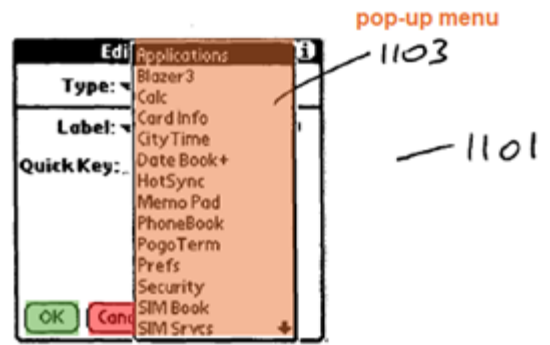 pop-up menu
1103
Edi
Applications
i
Type:
Blazer3
Calc
Label:
Card Info
CityTime
1101
Quick Key:
Date Book+
HotSync
Memo Pad
PhoneBook
PogoTerm
Prefs
Security
SIM Book
OK
Canc
SIM Srvcs